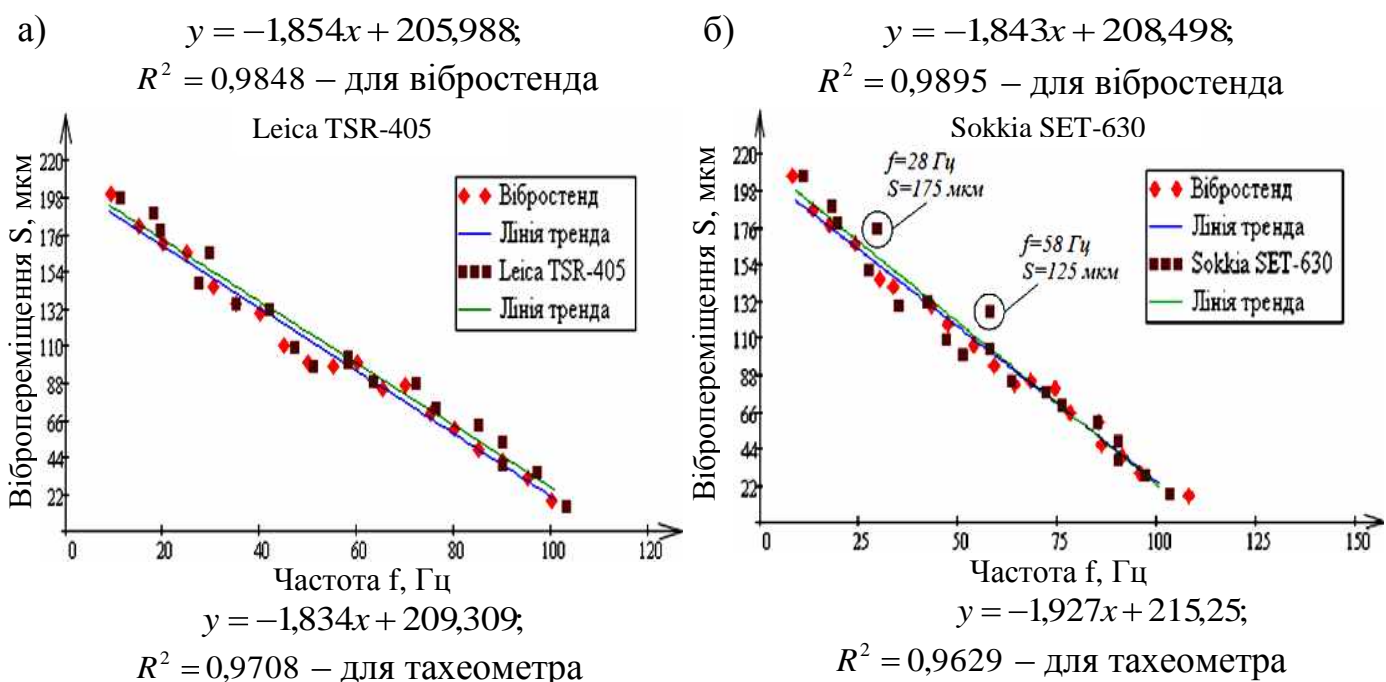 а)
y = −1,854x + 205,988;
R² = 0,9848 – для вібростенда
Leica TSR-405
Вібропереміщення S, мкм
220
198
176
154
132
110
88
66
44
22
Вібростенд
Лінія тренда
Leica TSR-405
Лінія тренда
0 20 40 60 80 100 120
Частота f, Гц
y = −1,834x + 209,309;
R² = 0,9708 – для тахеометра
б)
y = −1,843x + 208,498;
R² = 0,9895 – для вібростенда
Sokkia SET-630
Вібропереміщення S, мкм
220
198
176
154
132
110
88
66
44
22
f=28 Гц
S=175 мкм
f=58 Гц
S=125 мкм
Вібростенд
Лінія тренда
Sokkia SET-630
Лінія тренда
0 25 50 75 100 125 150
Частота f, Гц
y = −1,927x + 215,25;
R² = 0,9629 – для тахеометра